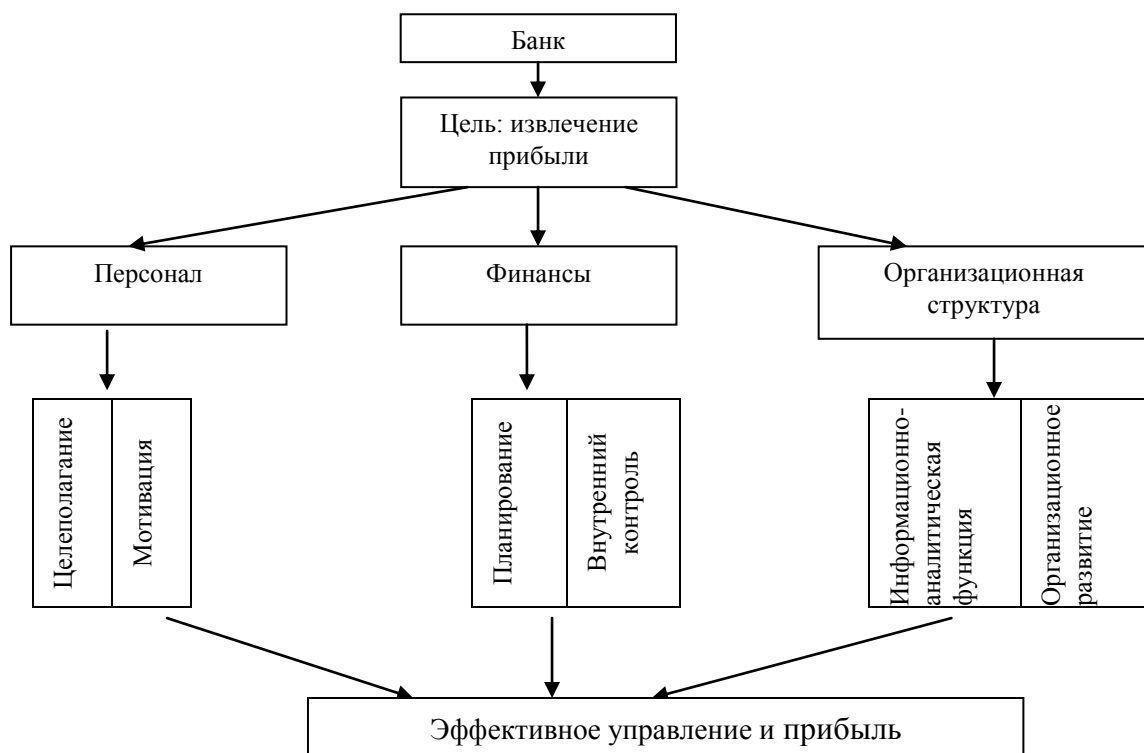 Банк
Цель: извлечение
прибыли
Персонал
Финансы
Организационная
структура
Целеполагание
Мотивация
Планирование
Внутренний
контроль
Информационно-
аналитическая
функция
Организационное
развитие
Эффективное управление и прибыль